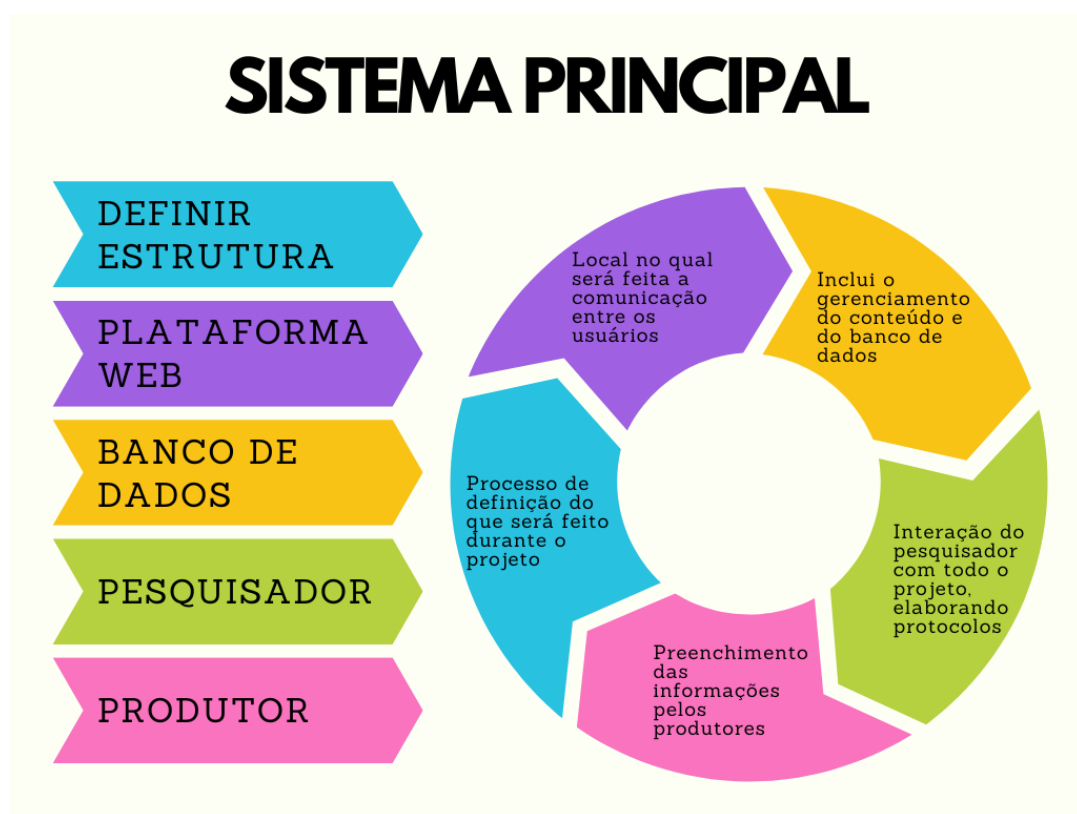 SISTEMA PRINCIPAL
DEFINIR
ESTRUTURA
PLATAFORMA
WEB
BANCO DE
DADOS
PESQUISADOR
PRODUTOR
Local no qual
será feita a
comunicação
entre os
usuários
Inclui o
gerenciamento
do conteúdo e
do banco de
dados
Interação do
pesquisador
com todo o
projeto,
elaborando
protocolos
Preenchimento
das
informações
pelos
produtores
Processo de
definição do
que será feito
durante o
projeto